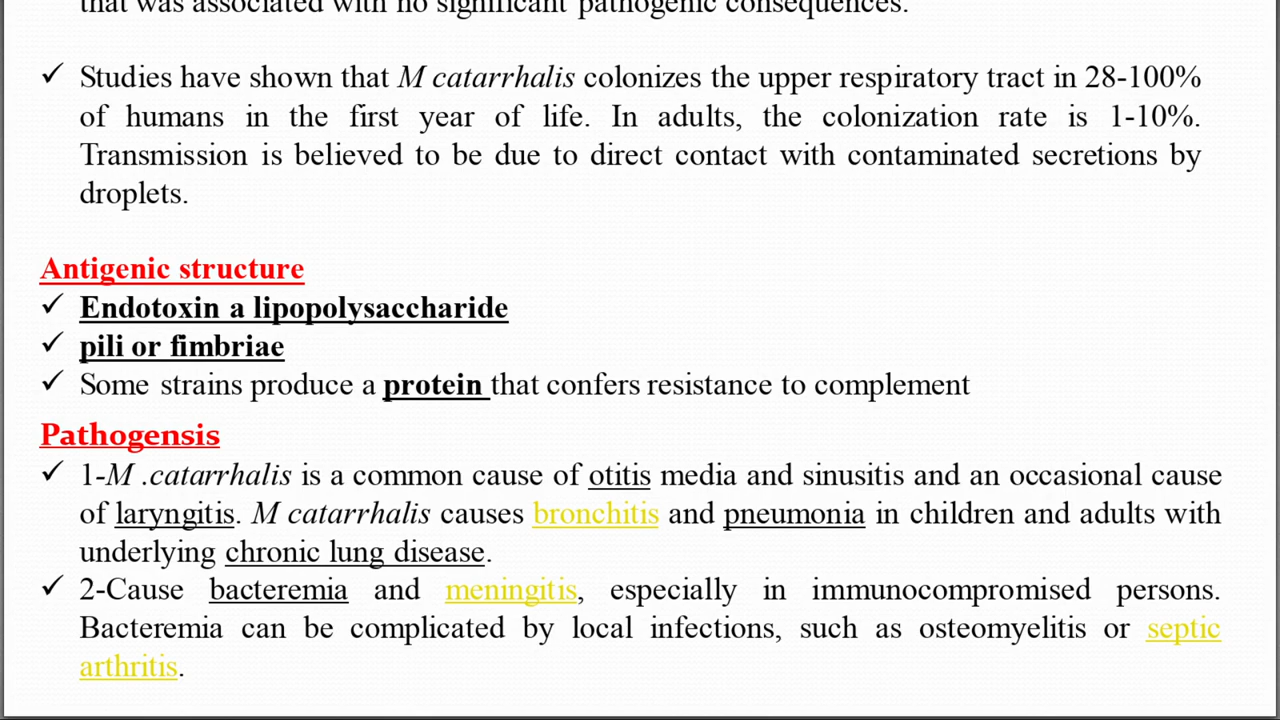 that was associated with no significant pathogenic consequences.
✓ Studies have shown that M catarrhalis colonizes the upper respiratory tract in 28-100%
of humans in the first year of life. In adults, the colonization rate is 1-10%.
Transmission is believed to be due to direct contact with contaminated secretions by
droplets.
Antigenic structure
✓ Endotoxin a lipopolysaccharide
✓ pili or fimbriae
✓ Some strains produce a protein that confers resistance to complement
Pathogensis
✓ 1-M .catarrhalis is a common cause of otitis media and sinusitis and an occasional cause
of laryngitis. M catarrhalis causes bronchitis and pneumonia in children and adults with
underlying chronic lung disease.
✓ 2-Cause bacteremia and meningitis, especially in immunocompromised persons.
Bacteremia can be complicated by local infections, such as osteomyelitis or septic
arthritis.